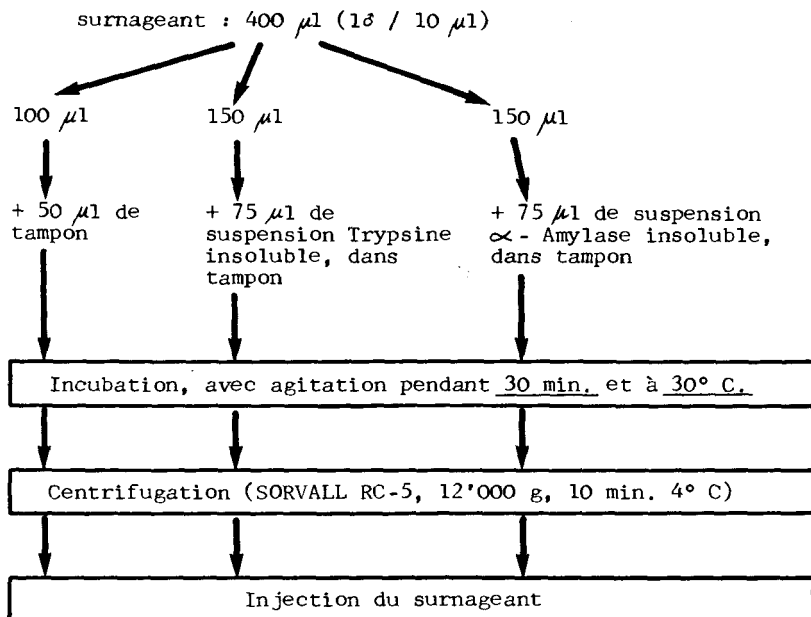 surnageant : 400 µl (1♂ / 10 µl)
100 µl
150 µl
150 µl
+ 50 µl de
tampon
+ 75 µl de
suspension Trypsine
insoluble, dans
tampon
+ 75 µl de suspension
∝ - Amylase insoluble,
dans tampon
Incubation, avec agitation pendant 30 min. et à 30° C.
Centrifugation (SORVALL RC-5, 12'000 g, 10 min. 4° C)
Injection du surnageant